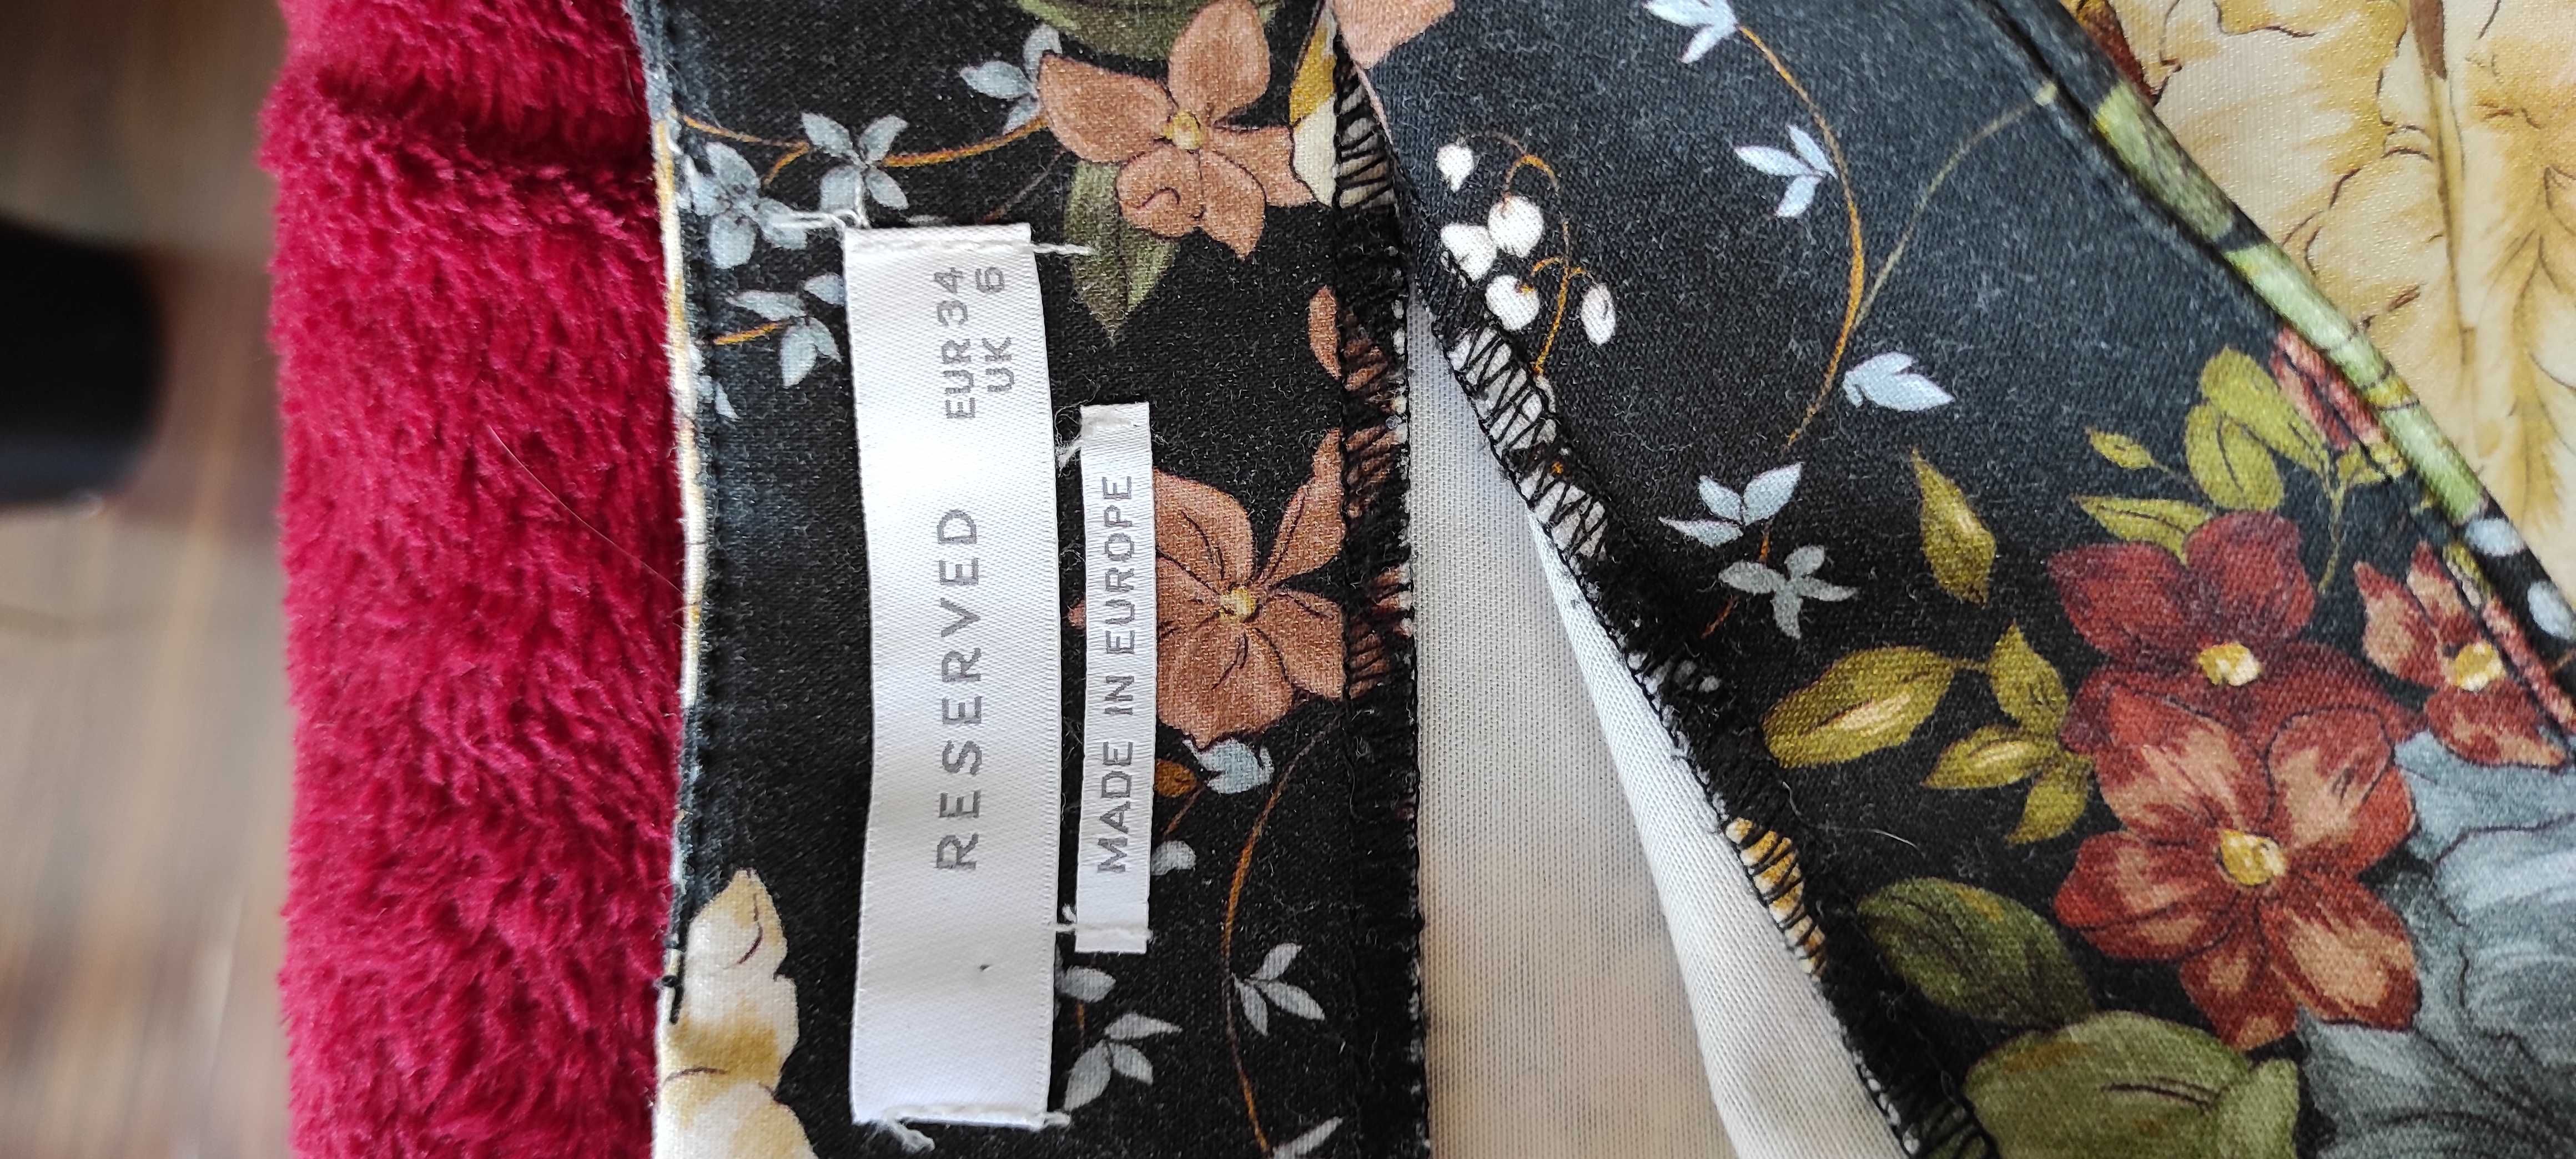 RESERVED EUR 34
UK 6
MADE IN EUROPE